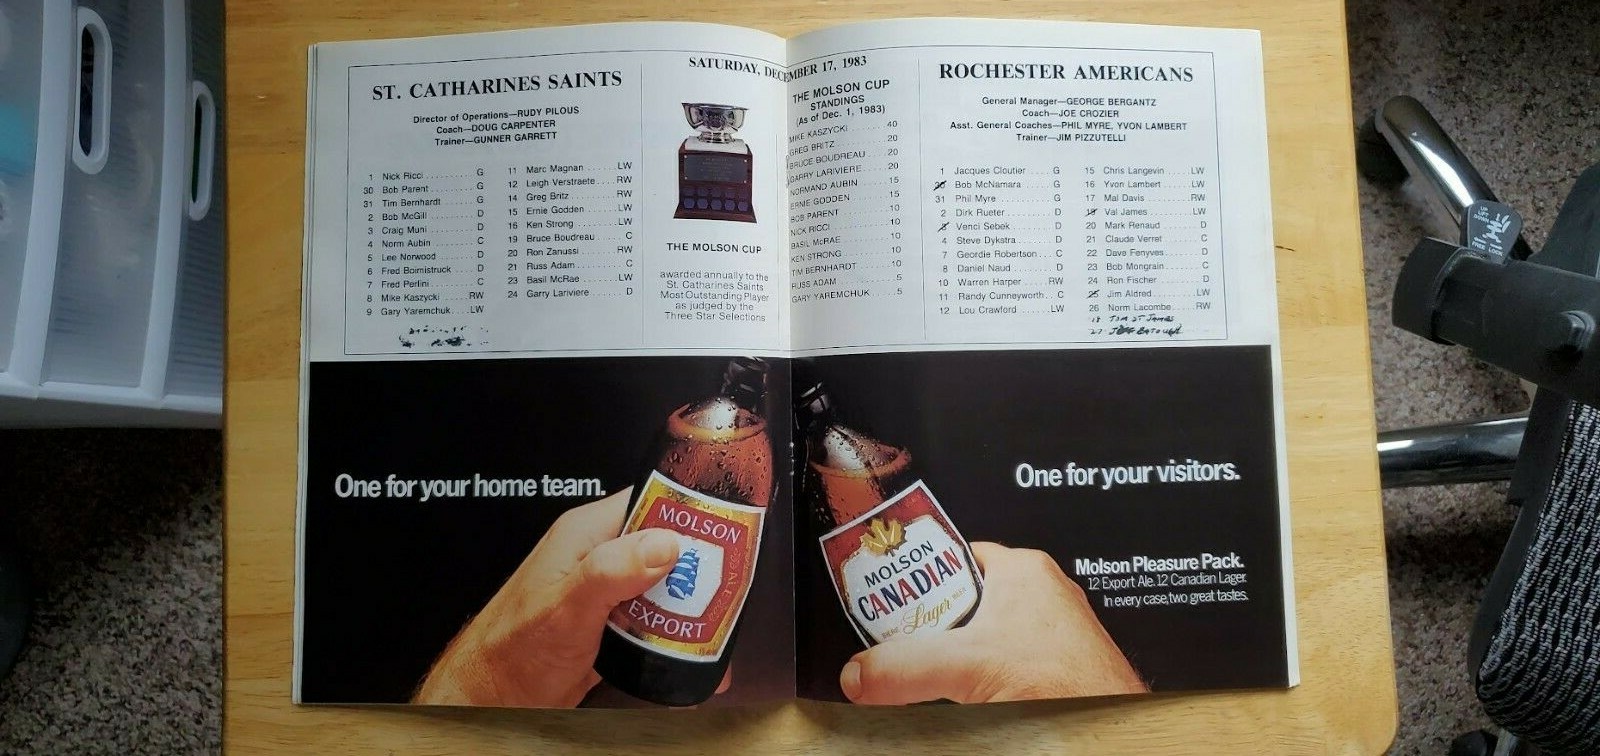 SATURDAY, DECEMBER 17, 1983
ST. CATHARINES SAINTS
Director of Operations—RUDY PILOUS
Coach—DOUG CARPENTER
Trainer—GUNNER GARRETT
1 Nick Ricci G
30 Bob Parent G
31 Tim Bernhardt G
2 Bob McGill D
3 Craig Muni D
4 Norm Aubin C
5 Lee Norwood D
6 Fred Boimistruck D
7 Fred Perlini C
8 Mike Kaszycki RW
9 Gary Yaremchuk LW
11 Marc Magnan LW
12 Leigh Verstraete RW
14 Greg Britz RW
15 Ernie Godden LW
16 Ken Strong LW
19 Bruce Boudreau C
20 Ron Zanussi RW
21 Russ Adam C
23 Basil McRae LW
24 Garry Lariviere D
THE MOLSON CUP
awarded annually to the
St. Catharines Saints
Most Outstanding Player
as judged by the
Three Star Selections
THE MOLSON CUP
STANDINGS
(As of Dec. 1, 1983)
MIKE KASZYCKI 40
GREG BRITZ 20
BRUCE BOUDREAU 20
GARRY LARIVIERE 20
NORMAND AUBIN 15
ERNIE GODDEN 15
BOB PARENT 10
NICK RICCI 10
BASIL McRAE 10
KEN STRONG 10
TIM BERNHARDT 10
RUSS ADAM 5
GARY YAREMCHUK 5
ROCHESTER AMERICANS
General Manager—GEORGE BERGANTZ
Coach—JOE CROZIER
Asst. General Coaches—PHIL MYRE, YVON LAMBERT
Trainer—JIM PIZZUTELLI
1 Jacques Cloutier G
Bob McNamara G
31 Phil Myre G
2 Dirk Rueter D
3 Venci Sebek D
4 Steve Dykstra D
7 Geordie Robertson C
8 Daniel Naud D
10 Warren Harper RW
11 Randy Cunneyworth C
12 Lou Crawford LW
15 Chris Langevin LW
16 Yvon Lambert LW
17 Mal Davis RW
Val James LW
20 Mark Renaud D
21 Claude Verret C
22 Dave Fenyves D
23 Bob Mongrain C
24 Ron Fischer D
25 Jim Aldred LW
26 Norm Lacombe RW
18 TOM ST JAMES
27 JEFF EATOUGH
One for your home team.
MOLSON
ALE
EXPORT
One for your visitors.
MOLSON
CANADIAN
Lager
Molson Pleasure Pack.
12 Export Ale. 12 Canadian Lager.
In every case, two great tastes.
UP
LIFT
DOWN
FREE LOCK